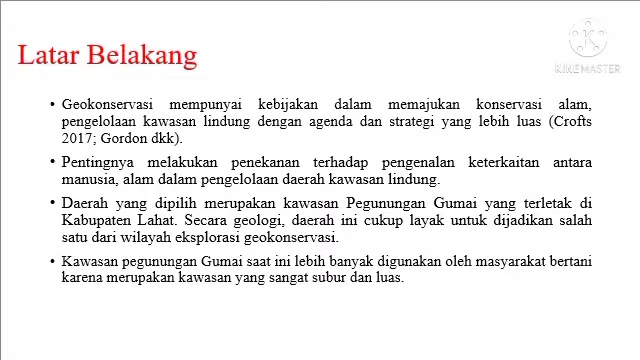 Latar Belakang
KINEMASTER
• Geokonservasi mempunyai kebijakan dalam memajukan konservasi alam,
pengelolaan kawasan lindung dengan agenda dan strategi yang lebih luas (Crofts
2017; Gordon dkk).
• Pentingnya melakukan penekanan terhadap pengenalan keterkaitan antara
manusia, alam dalam pengelolaan daerah kawasan lindung.
• Daerah yang dipilih merupakan kawasan Pegunungan Gumai yang terletak di
Kabupaten Lahat. Secara geologi, daerah ini cukup layak untuk dijadikan salah
satu dari wilayah eksplorasi geokonservasi.
• Kawasan pegunungan Gumai saat ini lebih banyak digunakan oleh masyarakat bertani
karena merupakan kawasan yang sangat subur dan luas.